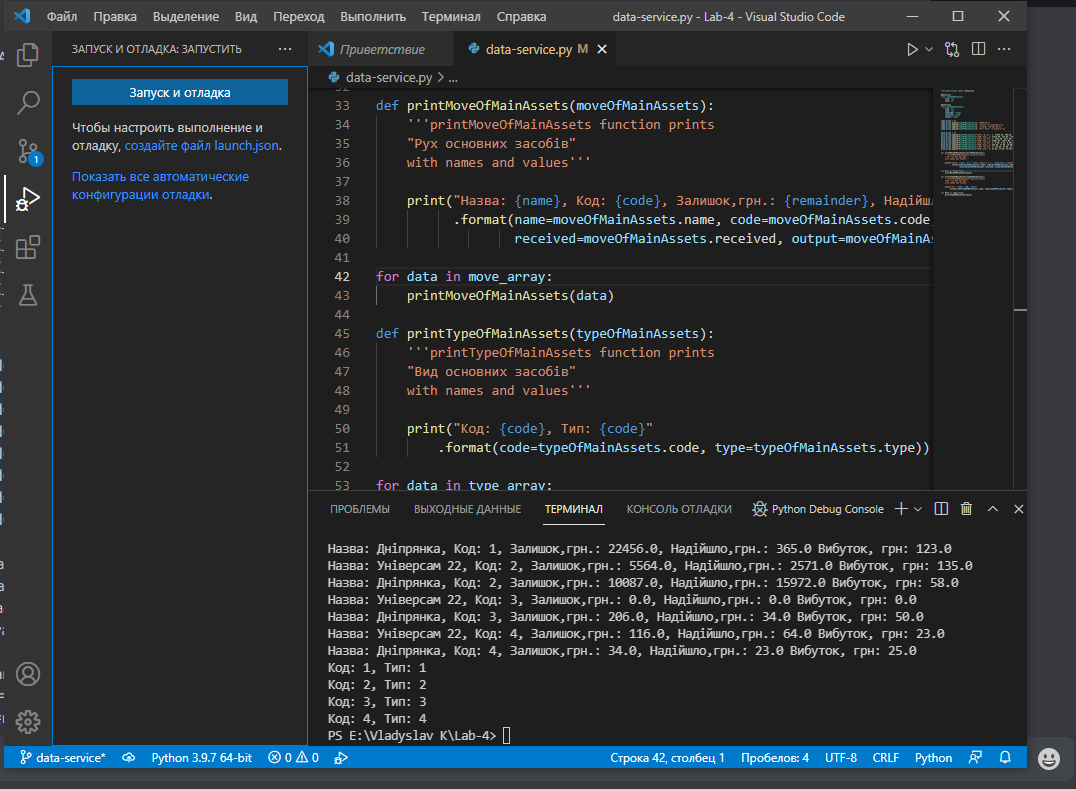 Файл Правка Выделение Вид Переход Выполнить Терминал Справка data-service.py - Lab-4 - Visual Studio Code
ЗАПУСК И ОТЛАДКА: ЗАПУСТИТЬ ...
Приветствие data-service.py M
data-service.py > ...
Запуск и отладка
Чтобы настроить выполнение и
отладку, создайте файл launch.json.
Показать все автоматические
конфигурации отладки.
1
33 def printMoveOfMainAssets(moveOfMainAssets):
34 '''printMoveOfMainAssets function prints
35 "Рух основних засобів"
36 with names and values'''
37
38 print("Назва: {name}, Код: {code}, Залишок,грн.: {remainder}, Надійш
39 .format(name=moveOfMainAssets.name, code=moveOfMainAssets.code
40 received=moveOfMainAssets.received, output=moveOfMainAs
41
42 for data in move_array:
43 printMoveOfMainAssets(data)
44
45 def printTypeOfMainAssets(typeOfMainAssets):
46 '''printTypeOfMainAssets function prints
47 "Вид основних засобів"
48 with names and values'''
49
50 print("Код: {code}, Тип: {code}"
51 .format(code=typeOfMainAssets.code, type=typeOfMainAssets.type))
52
53 for data in type_array:
ПРОБЛЕМЫ ВЫХОДНЫЕ ДАННЫЕ ТЕРМИНАЛ КОНСОЛЬ ОТЛАДКИ Python Debug Console
Назва: Дніпрянка, Код: 1, Залишок,грн.: 22456.0, Надійшло,грн.: 365.0 Вибуток, грн: 123.0
Назва: Універсам 22, Код: 2, Залишок,грн.: 5564.0, Надійшло,грн.: 2571.0 Вибуток, грн: 135.0
Назва: Дніпрянка, Код: 2, Залишок,грн.: 10087.0, Надійшло,грн.: 15972.0 Вибуток, грн: 58.0
Назва: Універсам 22, Код: 3, Залишок,грн.: 0.0, Надійшло,грн.: 0.0 Вибуток, грн: 0.0
Назва: Дніпрянка, Код: 3, Залишок,грн.: 206.0, Надійшло,грн.: 34.0 Вибуток, грн: 50.0
Назва: Універсам 22, Код: 4, Залишок,грн.: 116.0, Надійшло,грн.: 64.0 Вибуток, грн: 23.0
Назва: Дніпрянка, Код: 4, Залишок,грн.: 34.0, Надійшло,грн.: 23.0 Вибуток, грн: 25.0
Код: 1, Тип: 1
Код: 2, Тип: 2
Код: 3, Тип: 3
Код: 4, Тип: 4
PS E:\Vladyslav K\Lab-4>
data-service* Python 3.9.7 64-bit 0 0 Строка 42, столбец 1 Пробелов: 4 UTF-8 CRLF Python